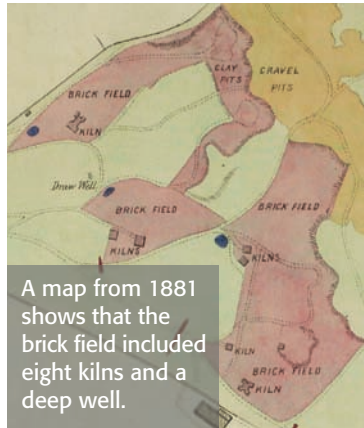 CLAY
PITS
GRAVEL
PITS
BRICK FIELD
KILN
Draw Well
BRICK FIELD
BRICK FIELD
KILNS
KILNS
KILN
BRICK FIELD
KILN
A map from 1881
shows that the
brick field included
eight kilns and a
deep well.